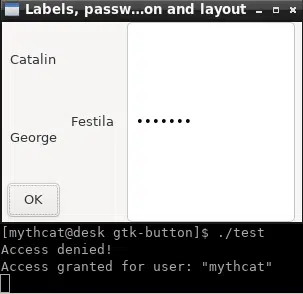 Labels, passw...on and layout
Catalin
Festila
•••••••
George
OK
[mythcat@desk gtk-button]$ ./test
Access denied!
Access granted for user: "mythcat"